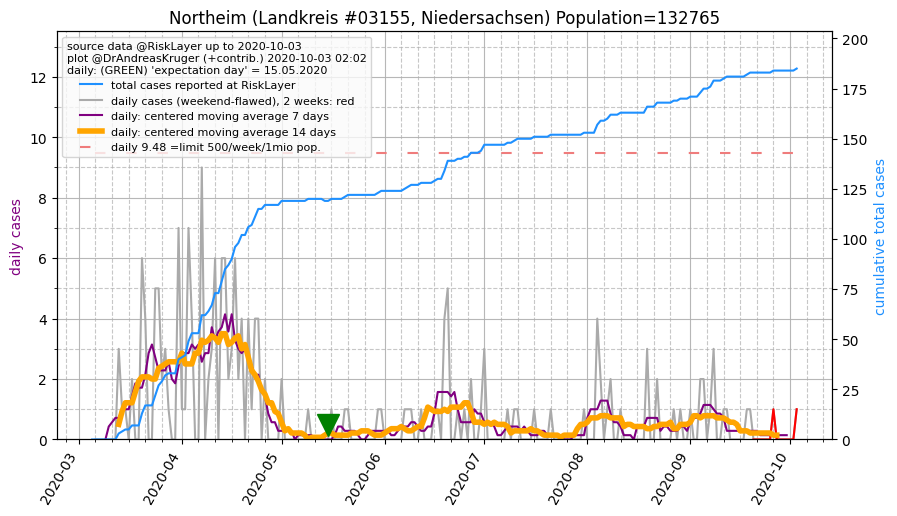 Northeim (Landkreis #03155, Niedersachsen) Population=132765
source data @RiskLayer up to 2020-10-03
plot @DrAndreasKruger (+contrib.) 2020-10-03 02:02
daily: (GREEN) 'expectation day' = 15.05.2020
total cases reported at RiskLayer
daily cases (weekend-flawed), 2 weeks: red
daily: centered moving average 7 days
daily: centered moving average 14 days
daily 9.48 =limit 500/week/1mio pop.
daily cases
0
2
4
6
8
10
12
cumulative total cases
0
25
50
75
100
125
150
175
200
2020-03
2020-04
2020-05
2020-06
2020-07
2020-08
2020-09
2020-10